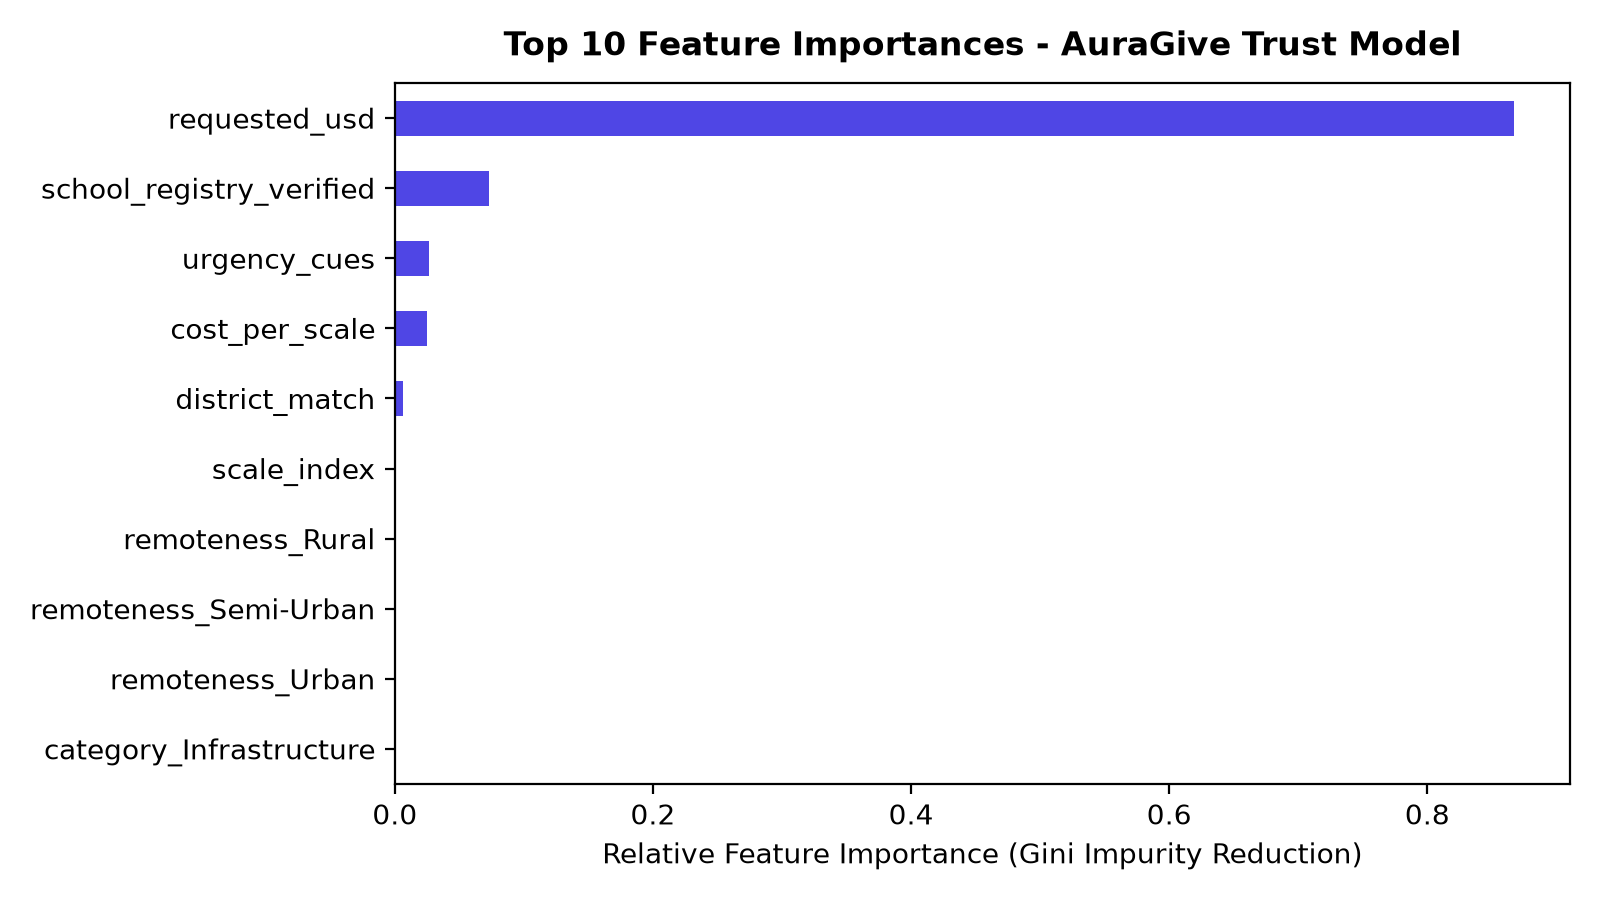 Top 10 Feature Importances - AuraGive Trust Model
requested_usd
school_registry_verified
urgency_cues
cost_per_scale
district_match
scale_index
remoteness_Rural
remoteness_Semi-Urban
remoteness_Urban
category_Infrastructure
0.0 0.2 0.4 0.6 0.8
Relative Feature Importance (Gini Impurity Reduction)